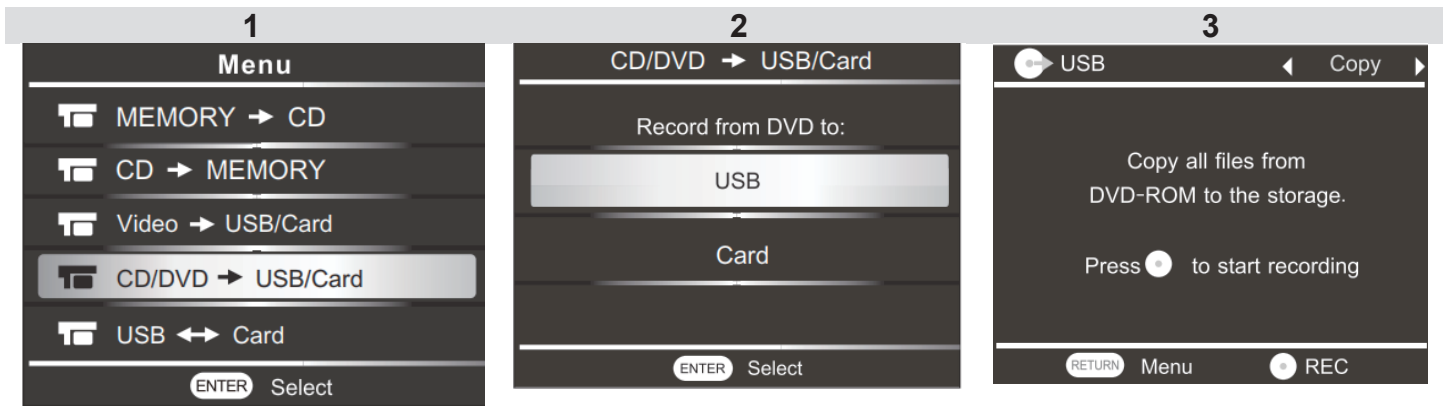 1
Menu
MEMORY → CD
CD → MEMORY
Video → USB/Card
CD/DVD → USB/Card
USB ↔ Card
ENTER Select
2
CD/DVD → USB/Card
Record from DVD to:
USB
Card
ENTER Select
3
USB Copy
Copy all files from
DVD-ROM to the storage.
Press to start recording
RETURN Menu REC